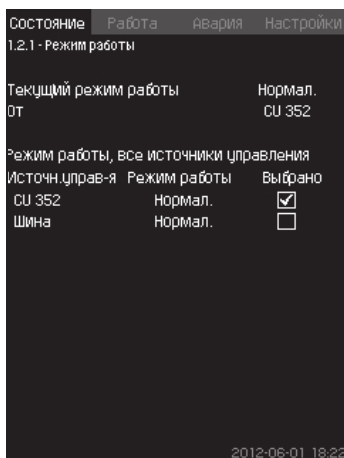 Состояние Работа Авария Настройки
1.2.1 - Режим работы
Текущий режим работы Нормал.
От CU 352
Режим работы, все источники управления
Источн.управ-я Режим работы Выбрано
CU 352 Нормал.
Шина Нормал.
2012-06-01 18:22